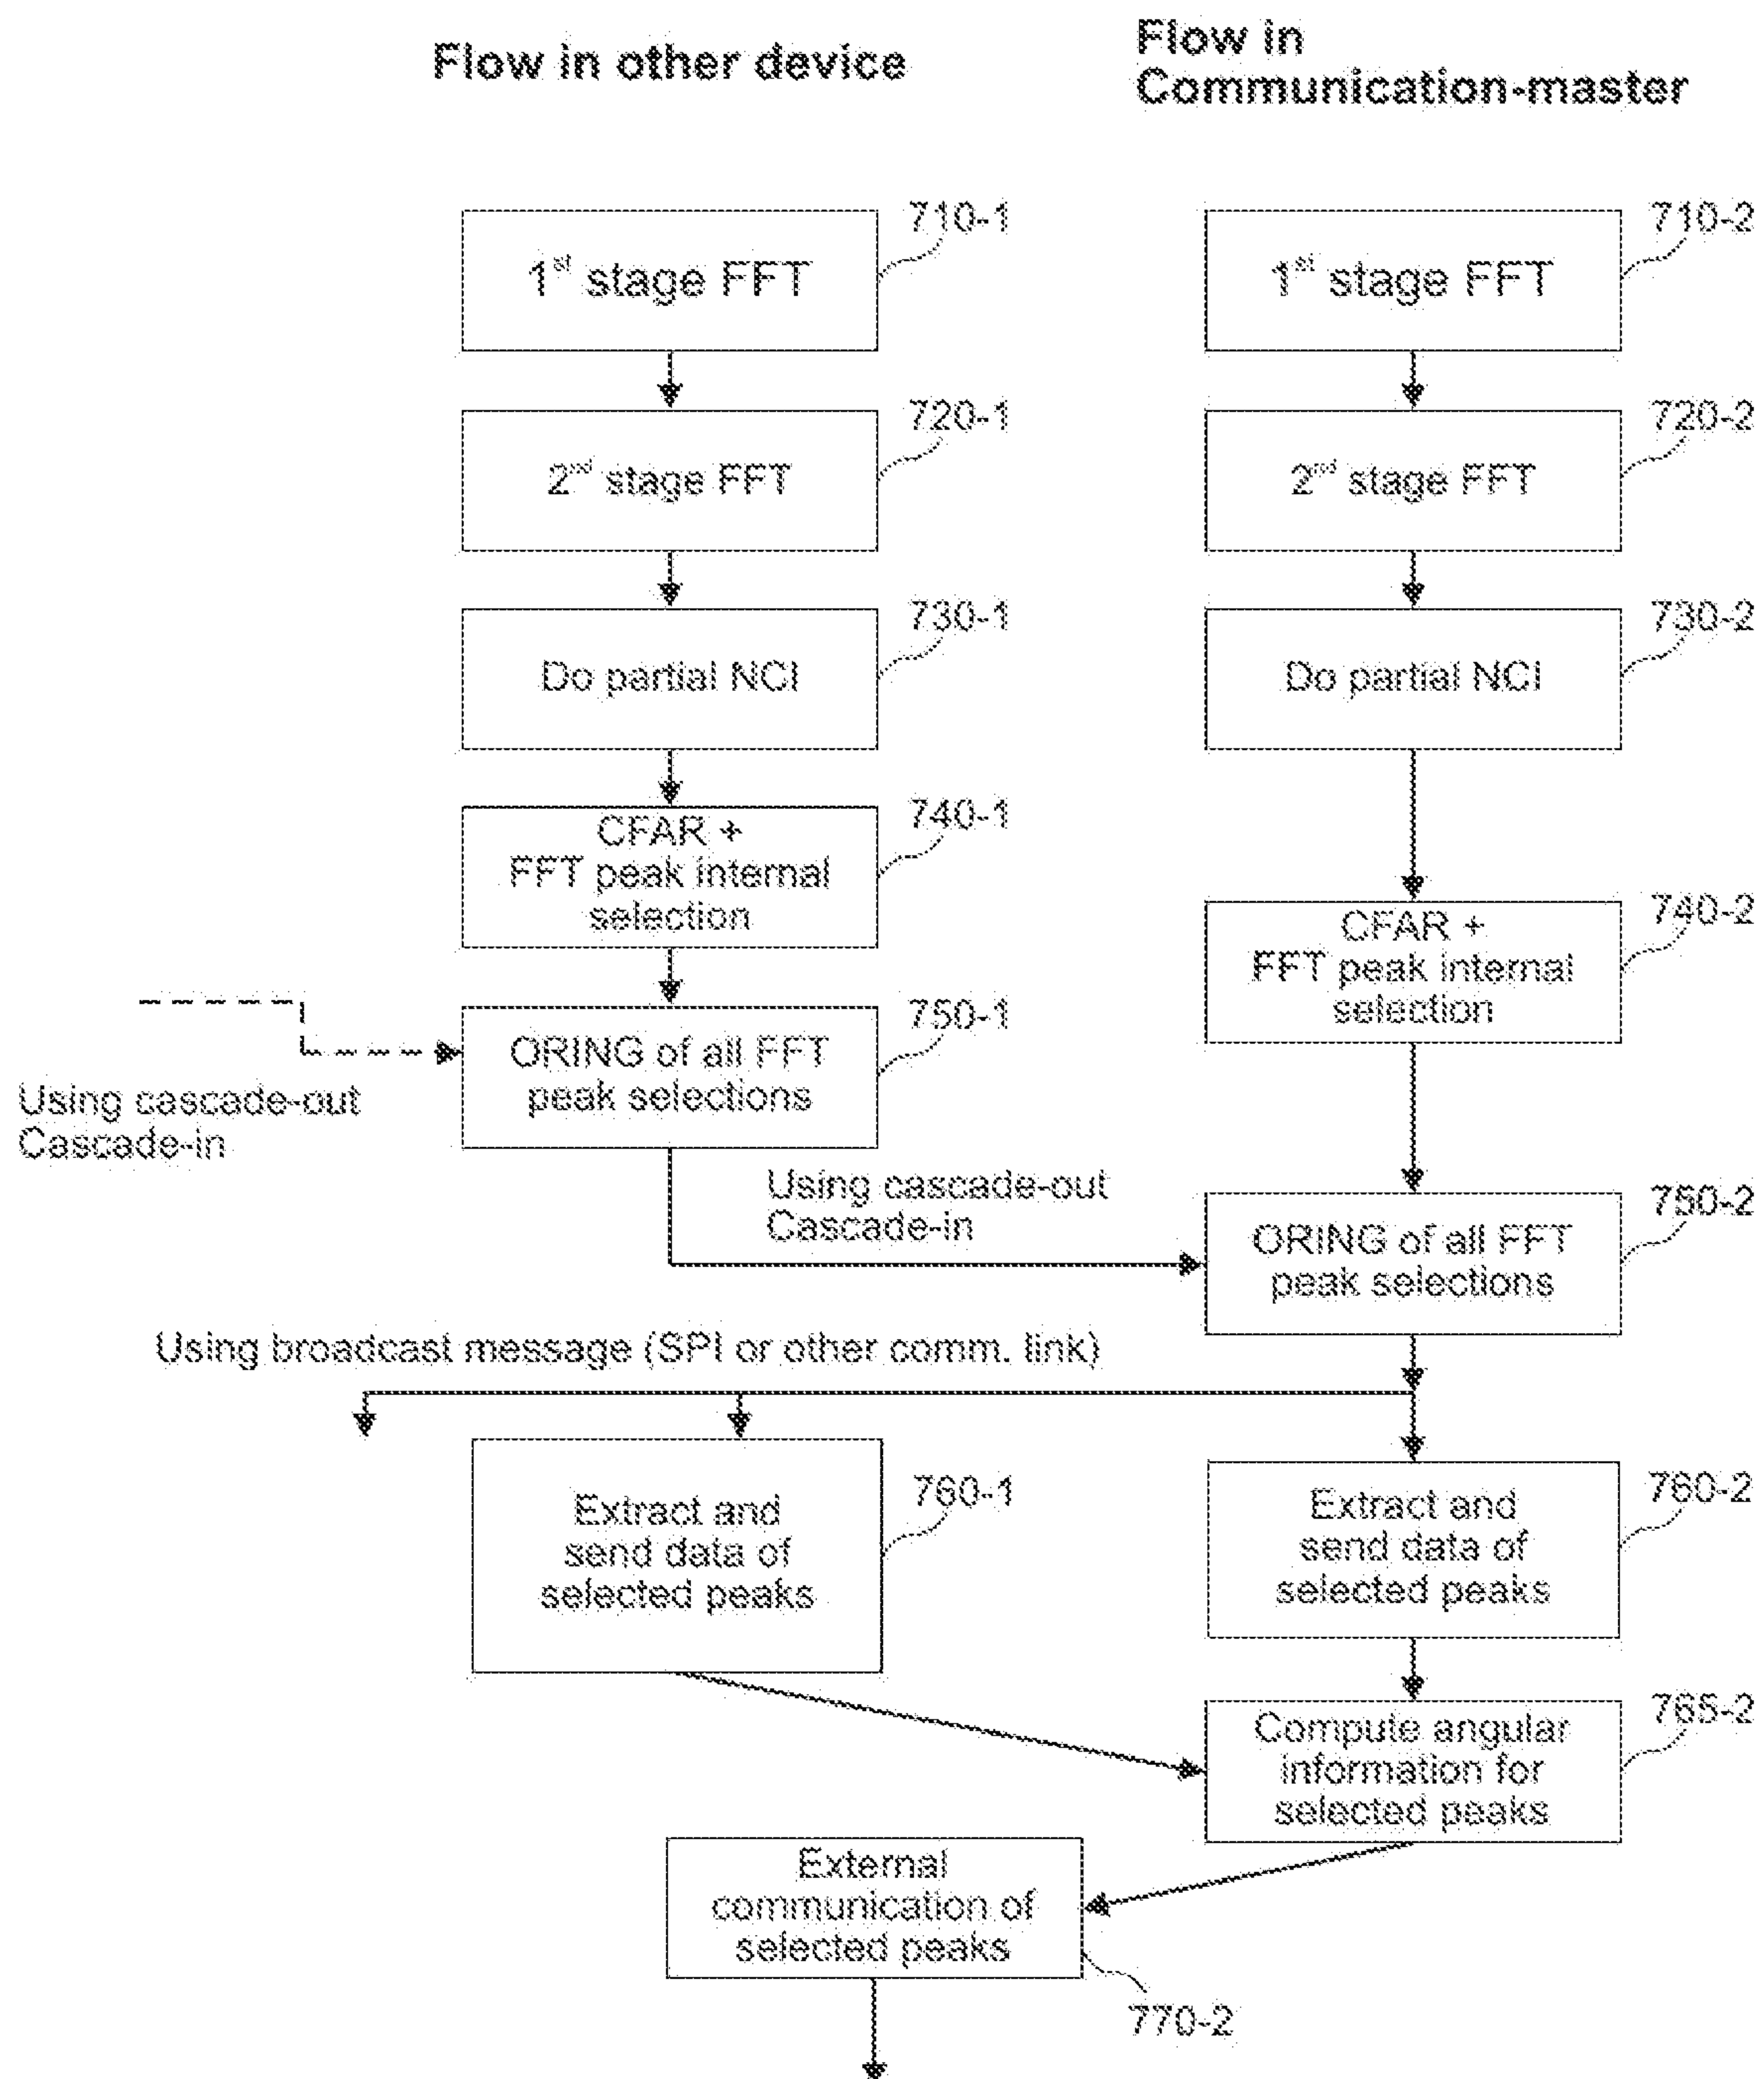 Flow in other device
Flow in
Communication-master
710-1
1st stage FFT
710-2
1st stage FFT
720-1
2nd stage FFT
720-2
2nd stage FFT
730-1
Do partial NCI
730-2
Do partial NCI
740-1
CFAR +
FFT peak internal
selection
740-2
CFAR +
FFT peak internal
selection
750-1
ORING of all FFT
peak selections
Using cascade-out
Cascade-in
Using cascade-out
Cascade-in
750-2
ORING of all FFT
peak selections
Using broadcast message (SPI or other comm. link)
760-1
Extract and
send data of
selected peaks
760-2
Extract and
send data of
selected peaks
765-2
Compute angular
information for
selected peaks
External
communication of
selected peaks
770-2